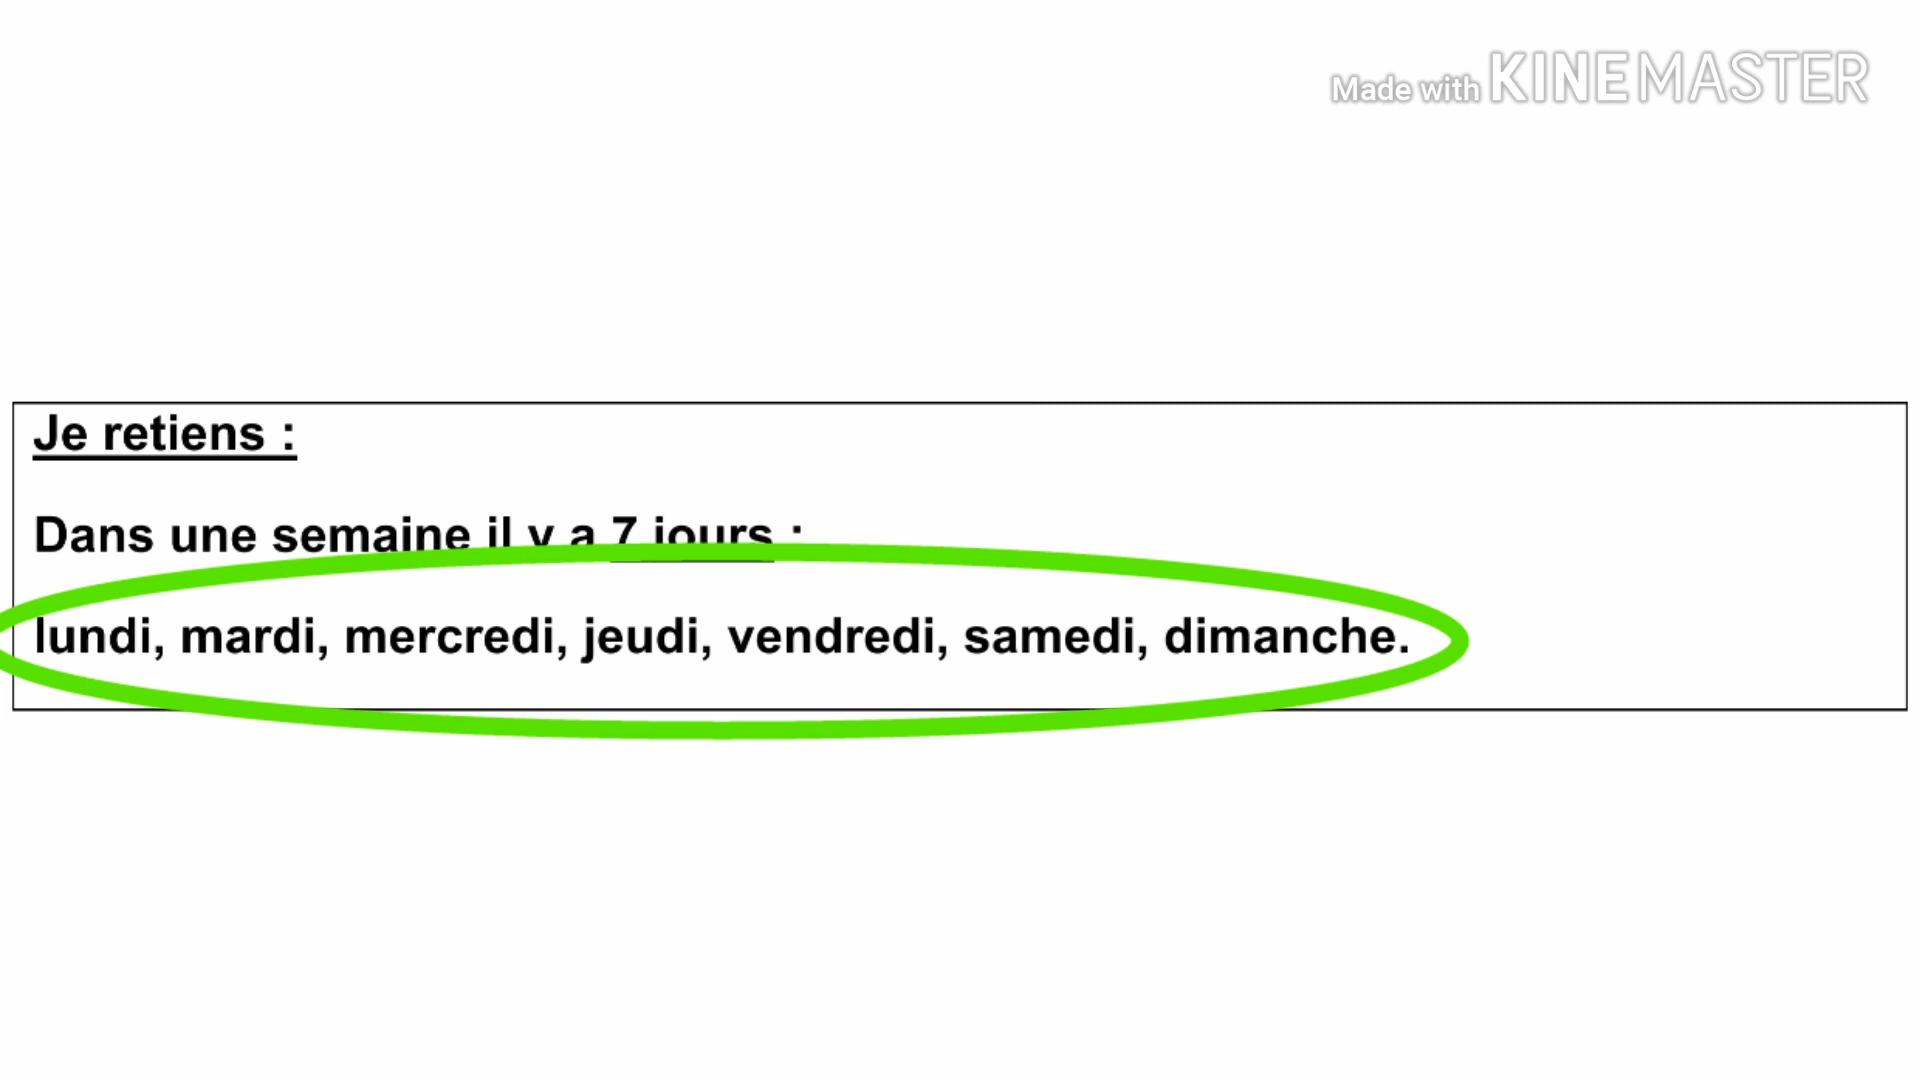 Made with KINEMASTER
Je retiens :
Dans une semaine il y a 7 jours :
lundi, mardi, mercredi, jeudi, vendredi, samedi, dimanche.